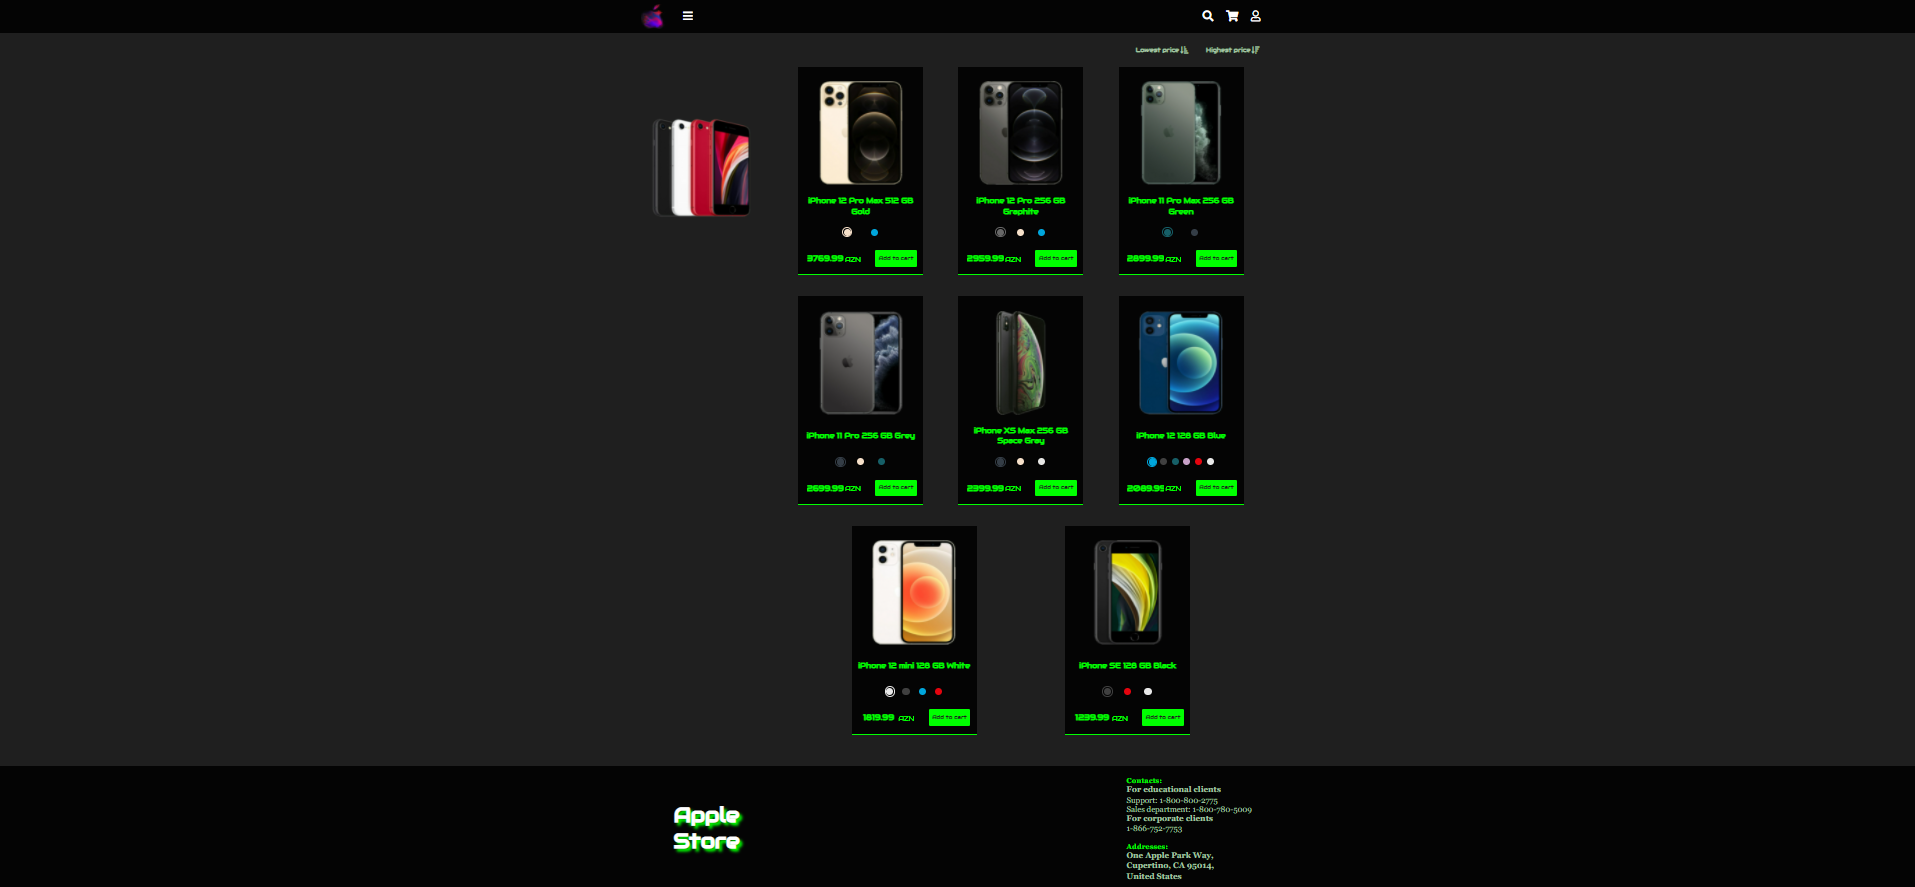 Lowest price
Highest price
iPhone 12 Pro Max 512 GB
Gold
3769.99 AZN
Add to cart
iPhone 12 Pro 256 GB
Graphite
2959.99 AZN
Add to cart
iPhone 11 Pro Max 256 GB
Green
2899.99 AZN
Add to cart
iPhone 11 Pro 256 GB Grey
2699.99 AZN
Add to cart
iPhone XS Max 256 GB
Space Gray
2399.99 AZN
Add to cart
iPhone 12 128 GB Blue
2089.99 AZN
Add to cart
iPhone 12 mini 128 GB White
1819.99 AZN
Add to cart
iPhone SE 128 GB Black
1239.99 AZN
Add to cart
Apple
Store
Contacts:
For educational clients
Support: 1-800-800-2775
Sales department: 1-800-780-5009
For corporate clients
1-866-752-7753
Addresses:
One Apple Park Way,
Cupertino, CA 95014,
United States